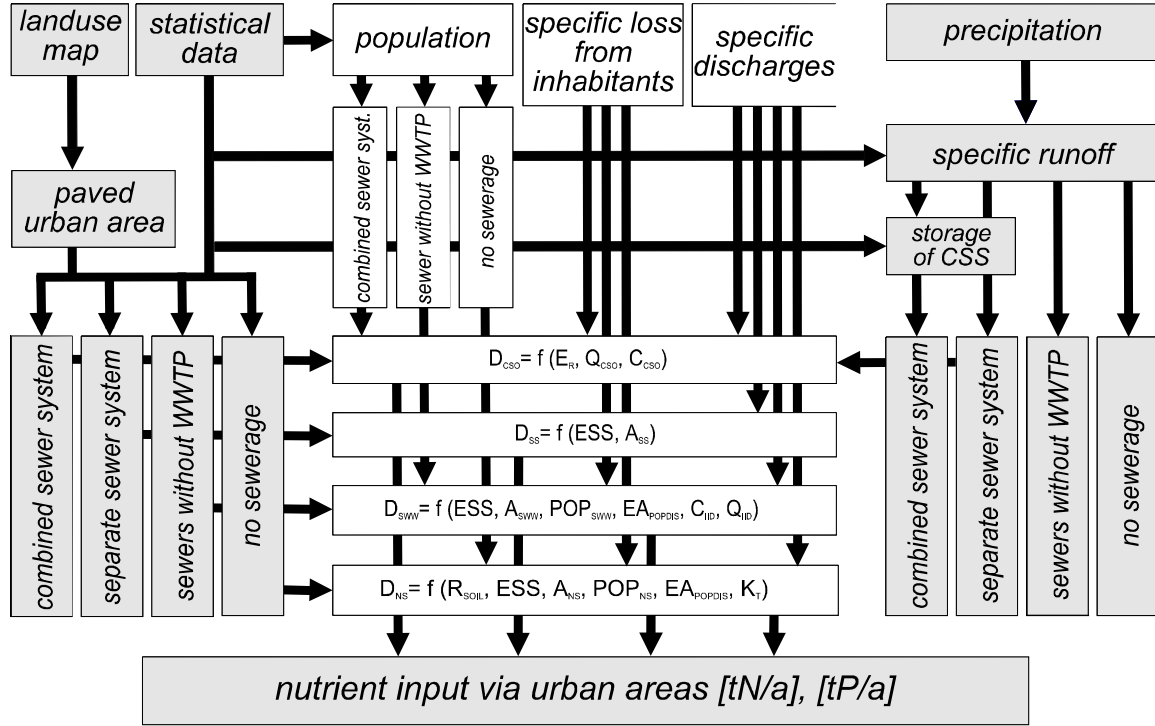 landuse
map
statistical
data
population
specific loss
from
inhabitants
specific
discharges
precipitation
combined sewer syst.
sewer without WWTP
no sewerage
specific runoff
paved
urban area
storage
of CSS
combined sewer system
separate sewer system
sewers without WWTP
no sewerage
D_CSO= f (E_R, Q_CSO, C_CSO)
D_SS= f (ESS, A_SS)
D_SWW= f (ESS, A_SWW, POP_SWW, EA_POPDIS, C_IID, Q_IID)
D_NS= f (R_SOIL, ESS, A_NS, POP_NS, EA_POPDIS, K_T)
combined sewer system
separate sewer system
sewers without WWTP
no sewerage
nutrient input via urban areas [tN/a], [tP/a]